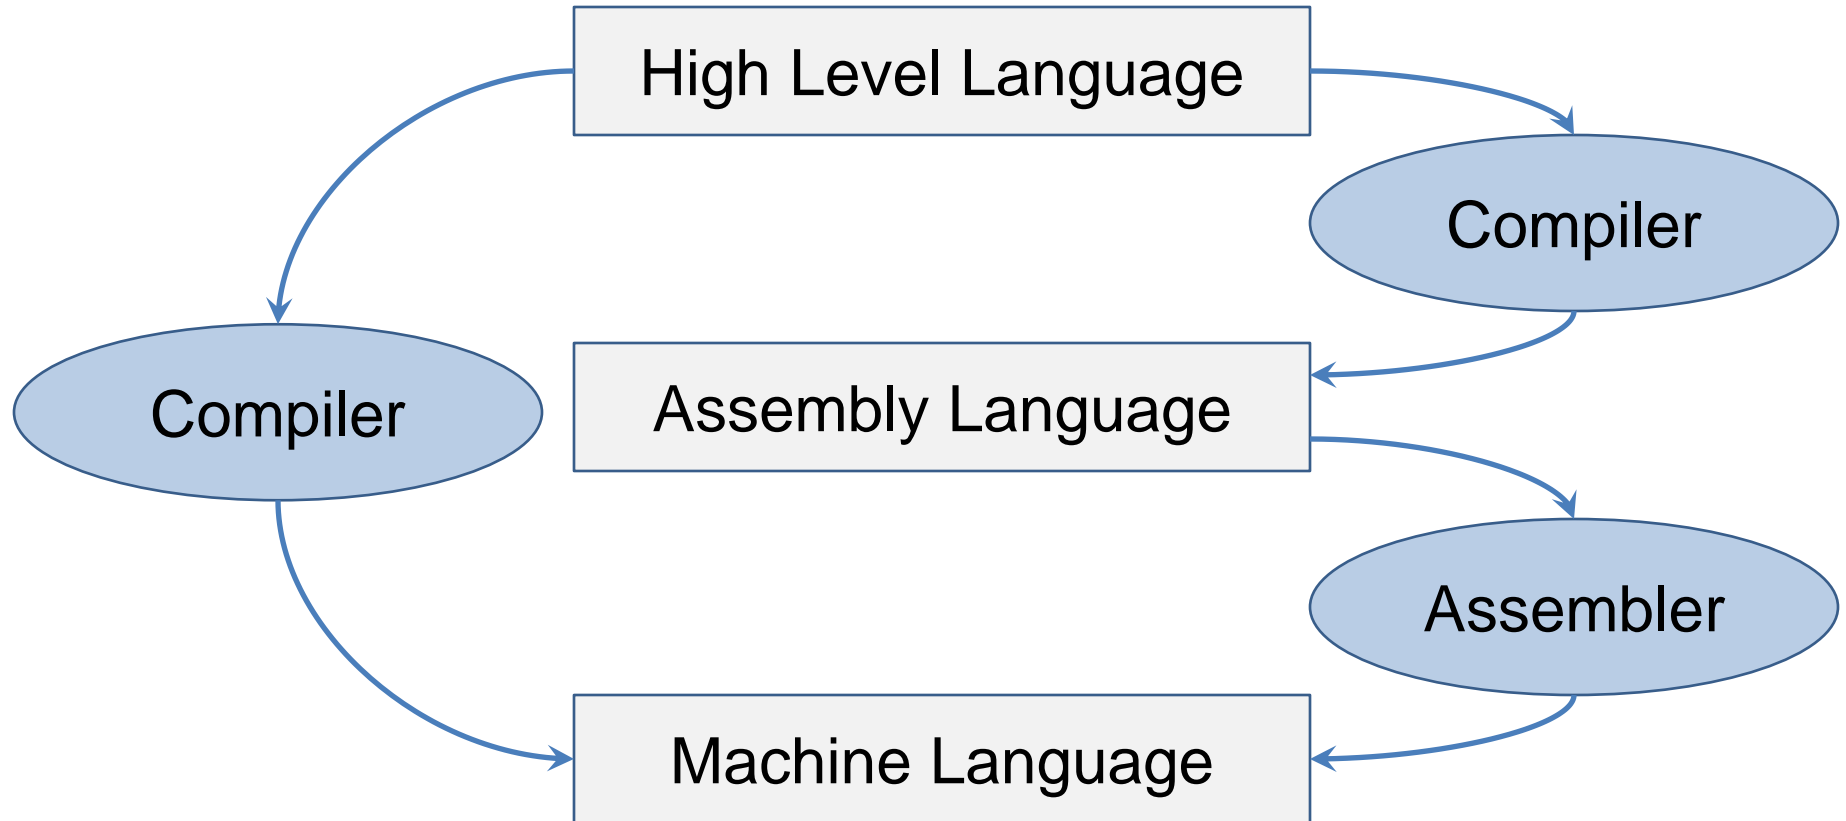 High Level Language
Compiler
Compiler
Assembly Language
Assembler
Machine Language